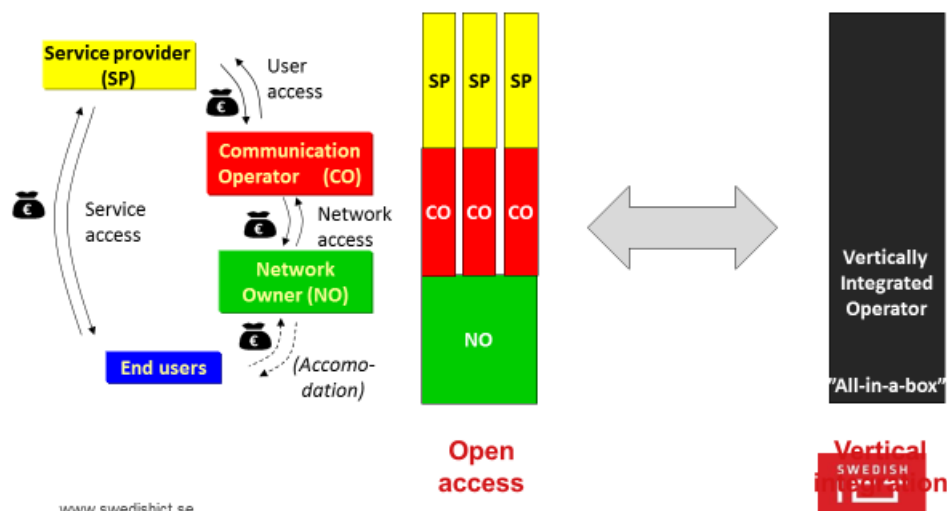 Service provider
(SP)
User
access
€
Communication
Operator (CO)
€
Service
access
€
Network
access
Network
Owner (NO)
€
End users
(Accomo-
dation)
SP SP SP
CO CO CO
NO
Open
access
Vertically
Integrated
Operator
"All-in-a-box"
Vertical
integration
SWEDISH
www.swedishict.se